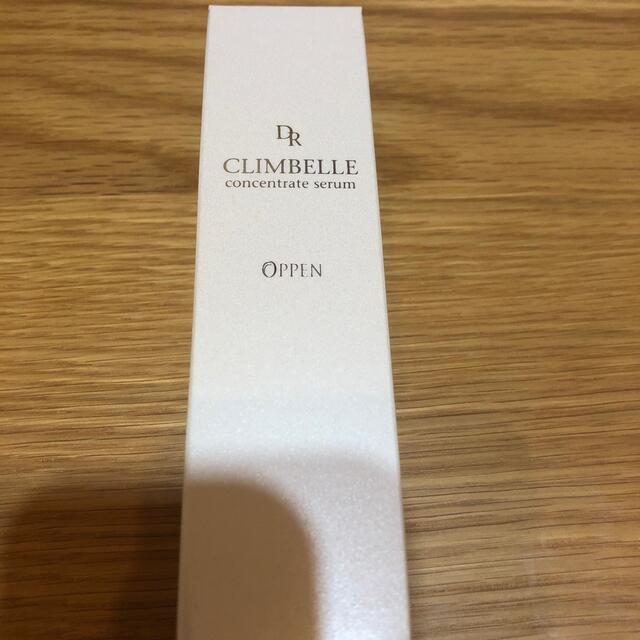 DR
CLIMBELLE
concentrate serum
OPPEN